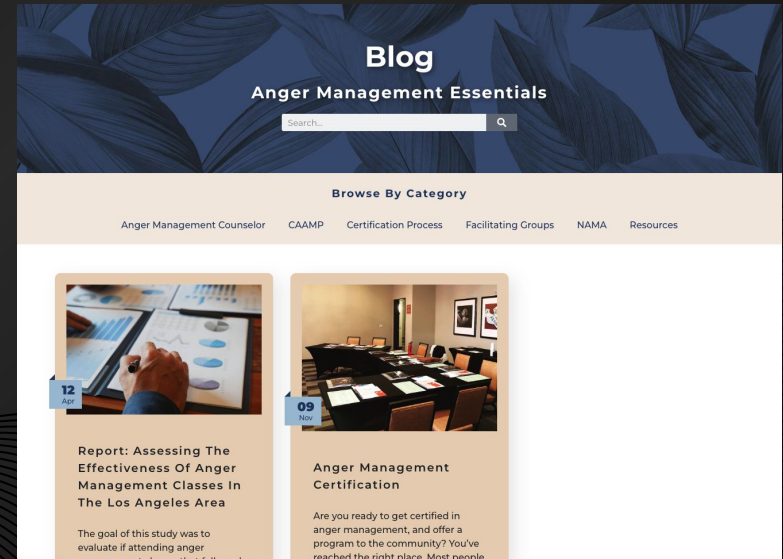 Blog
Anger Management Essentials
Search...
Browse By Category
Anger Management Counselor CAAMP Certification Process Facilitating Groups NAMA Resources
12
Apr
Report: Assessing The
Effectiveness Of Anger
Management Classes In
The Los Angeles Area
The goal of this study was to
evaluate if attending anger
09
Nov
Anger Management
Certification
Are you ready to get certified in
anger management, and offer a
program to the community? You've
reached the right place. Most people